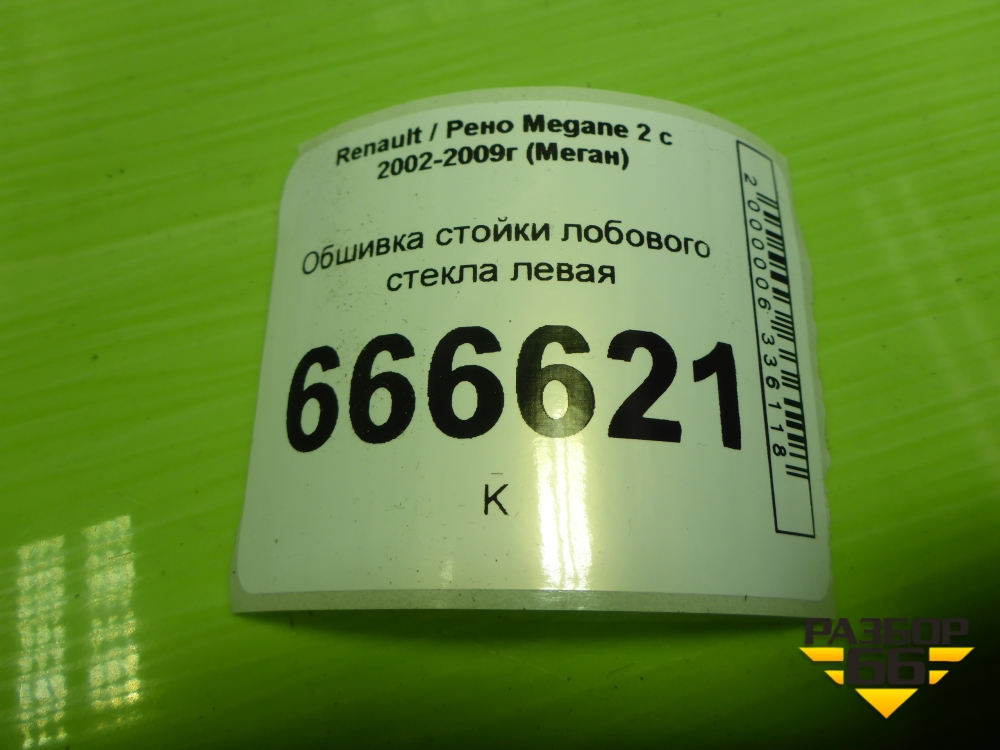 Renault / Рено Megane 2 с
2002-2009г (Меган)
Обшивка стойки лобового
стекла левая
666621
К
2000006336118
РАЗБОР
66